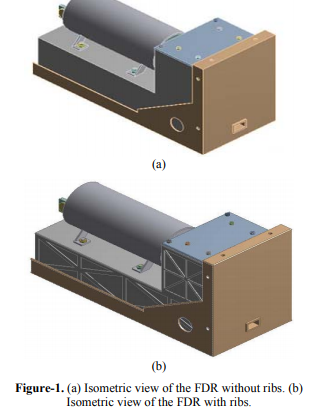 (a)
(b)
Figure-1. (a) Isometric view of the FDR without ribs. (b)
Isometric view of the FDR with ribs.